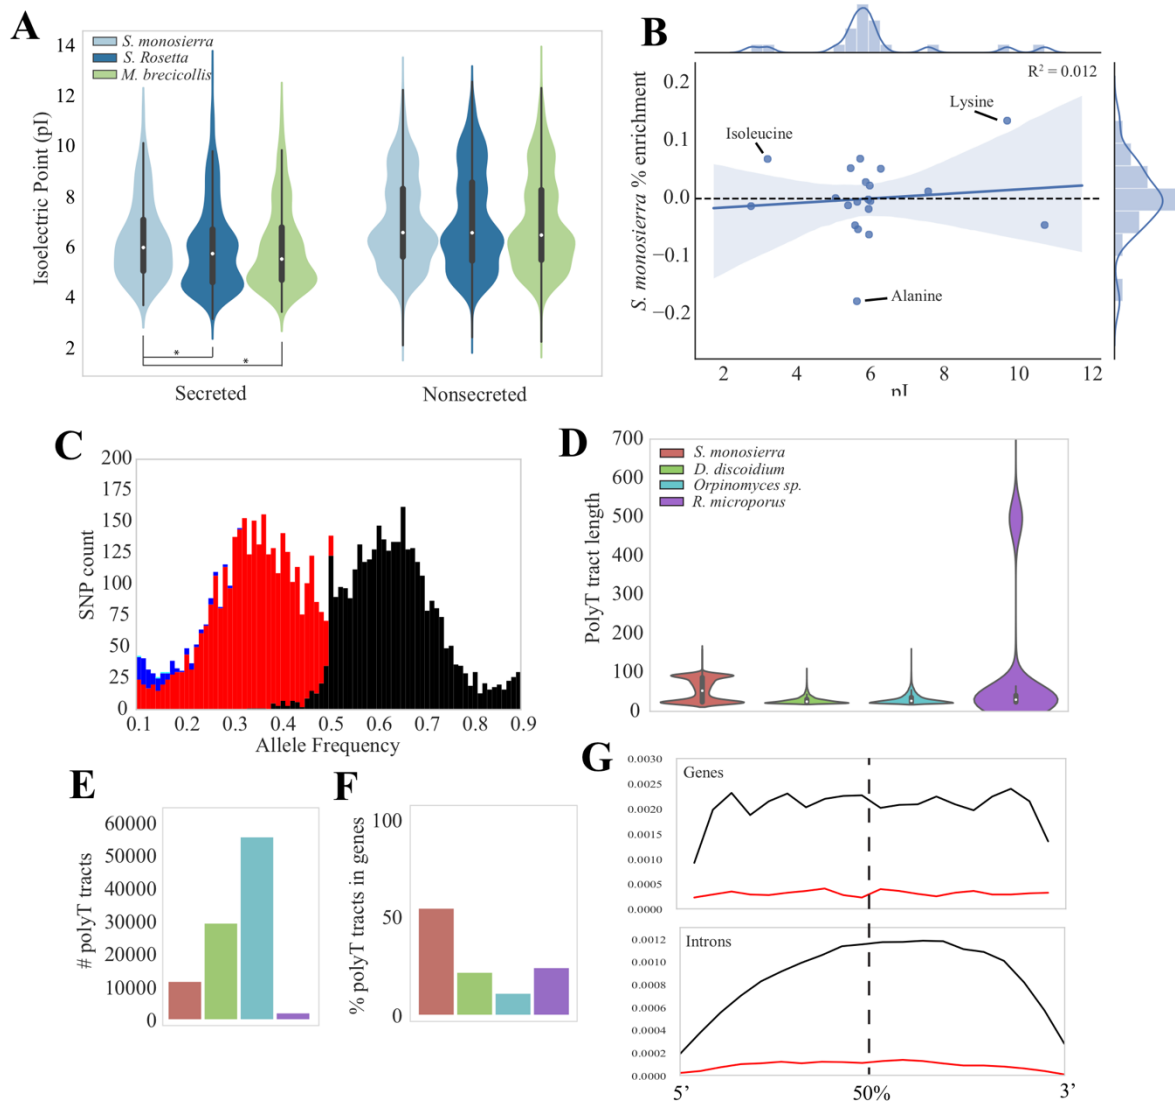 A
Isoelectric Point (pI)
14
12
10
8
6
4
2
S. monosierra
S. Rosetta
M. brecicollis
*
*
Secreted
Nonsecreted
B
S. monosierra % enrichment
0.2
0.1
0.0
−0.1
−0.2
R² = 0.012
Lysine
Isoleucine
Alanine
2 4 6 8 10 12
pI
C
SNP count
200
175
150
125
100
75
50
25
0
0.1 0.2 0.3 0.4 0.5 0.6 0.7 0.8 0.9
Allele Frequency
D
PolyT tract length
700
600
500
400
300
200
100
0
S. monosierra
D. discoidium
Orpinomyces sp.
R. microporus
E
# polyT tracts
60000
50000
40000
30000
20000
10000
0
F
% polyT tracts in genes
100
50
0
G
0.0030
0.0025
0.0020
0.0015
0.0010
0.0005
0.0000
Genes
0.0012
0.0010
0.0008
0.0006
0.0004
0.0002
0.0000
Introns
5’ 50% 3’